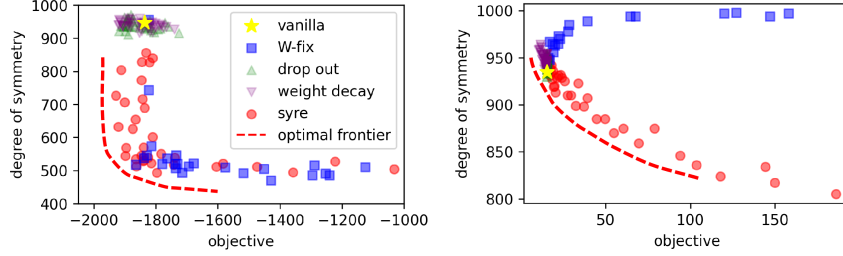 degree of symmetry
1000
900
800
700
600
500
400
−2000
−1800
−1600
−1400
−1200
−1000
objective
vanilla
W-fix
drop out
weight decay
syre
optimal frontier
degree of symmetry
1000
950
900
850
800
50
100
150
objective